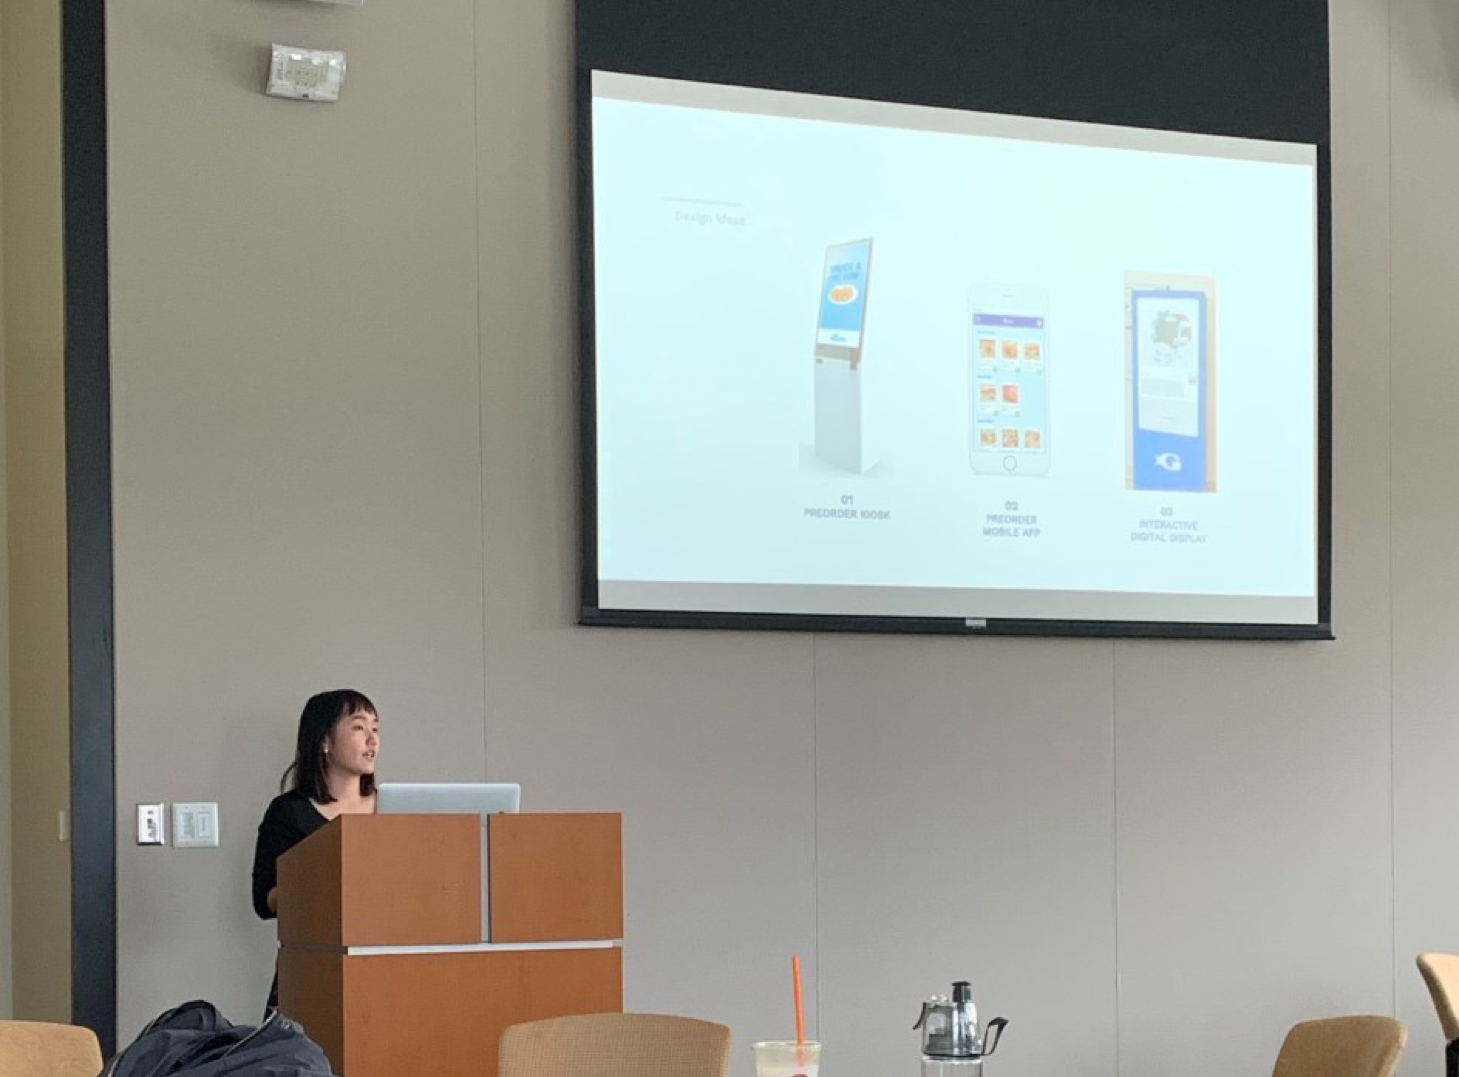 Design Ideas
01
PREORDER KIOSK
02
PREORDER
MOBILE APP
03
INTERACTIVE
DIGITAL DISPLAY
G